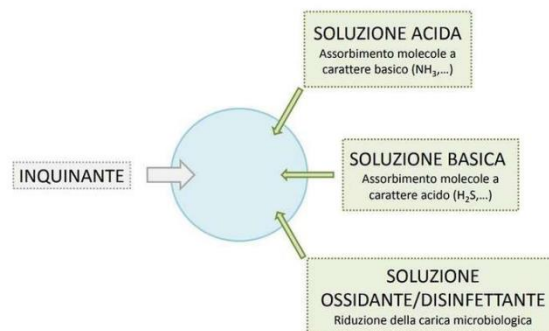 SOLUZIONE ACIDA
Assorbimento molecole a
carattere basico (NH₃,...)
INQUINANTE
SOLUZIONE BASICA
Assorbimento molecole a
carattere acido (H₂S,...)
SOLUZIONE
OSSIDANTE/DISINFETTANTE
Riduzione della carica microbiologica